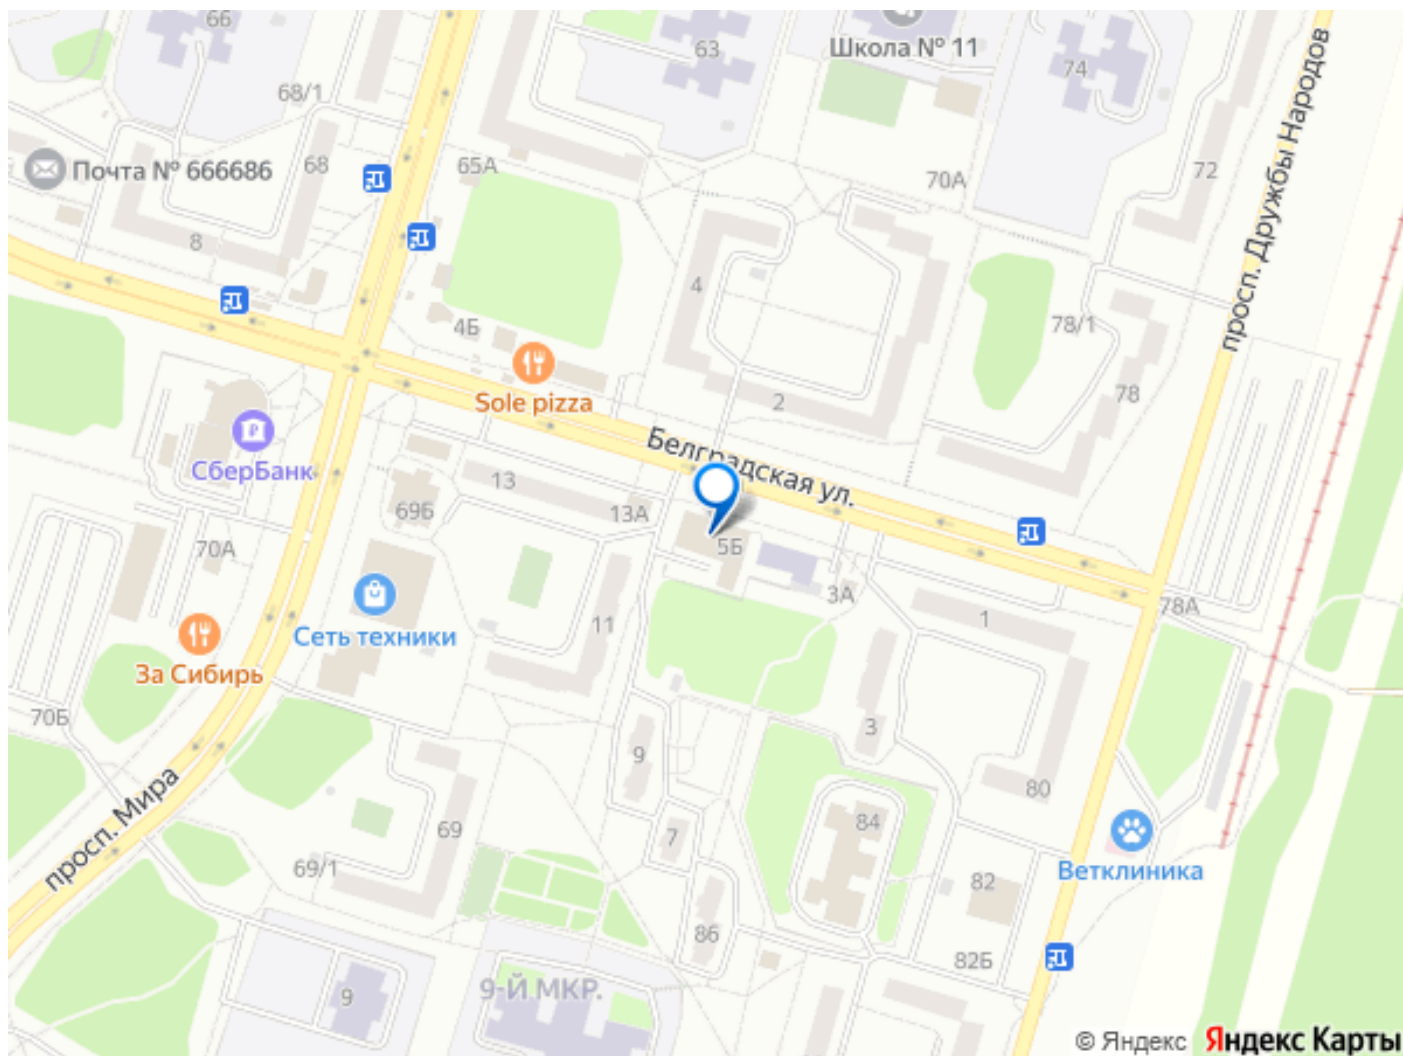 66
63
Школа № 11
74
68/1
просп. Дружбы Народов
68
65А
72
Почта № 666686
70А
8
4
4Б
78/1
Sole pizza
2
78
СберБанк
Белградская ул.
13
69Б
13А
5Б
70А
3А
78А
Сеть техники
11
1
За Сибирь
70Б
3
9
80
просп. Мира
69
7
84
69/1
Ветклиника
82
86
82Б
9
9-Й МКР.
© Яндекс Яндекс Карты